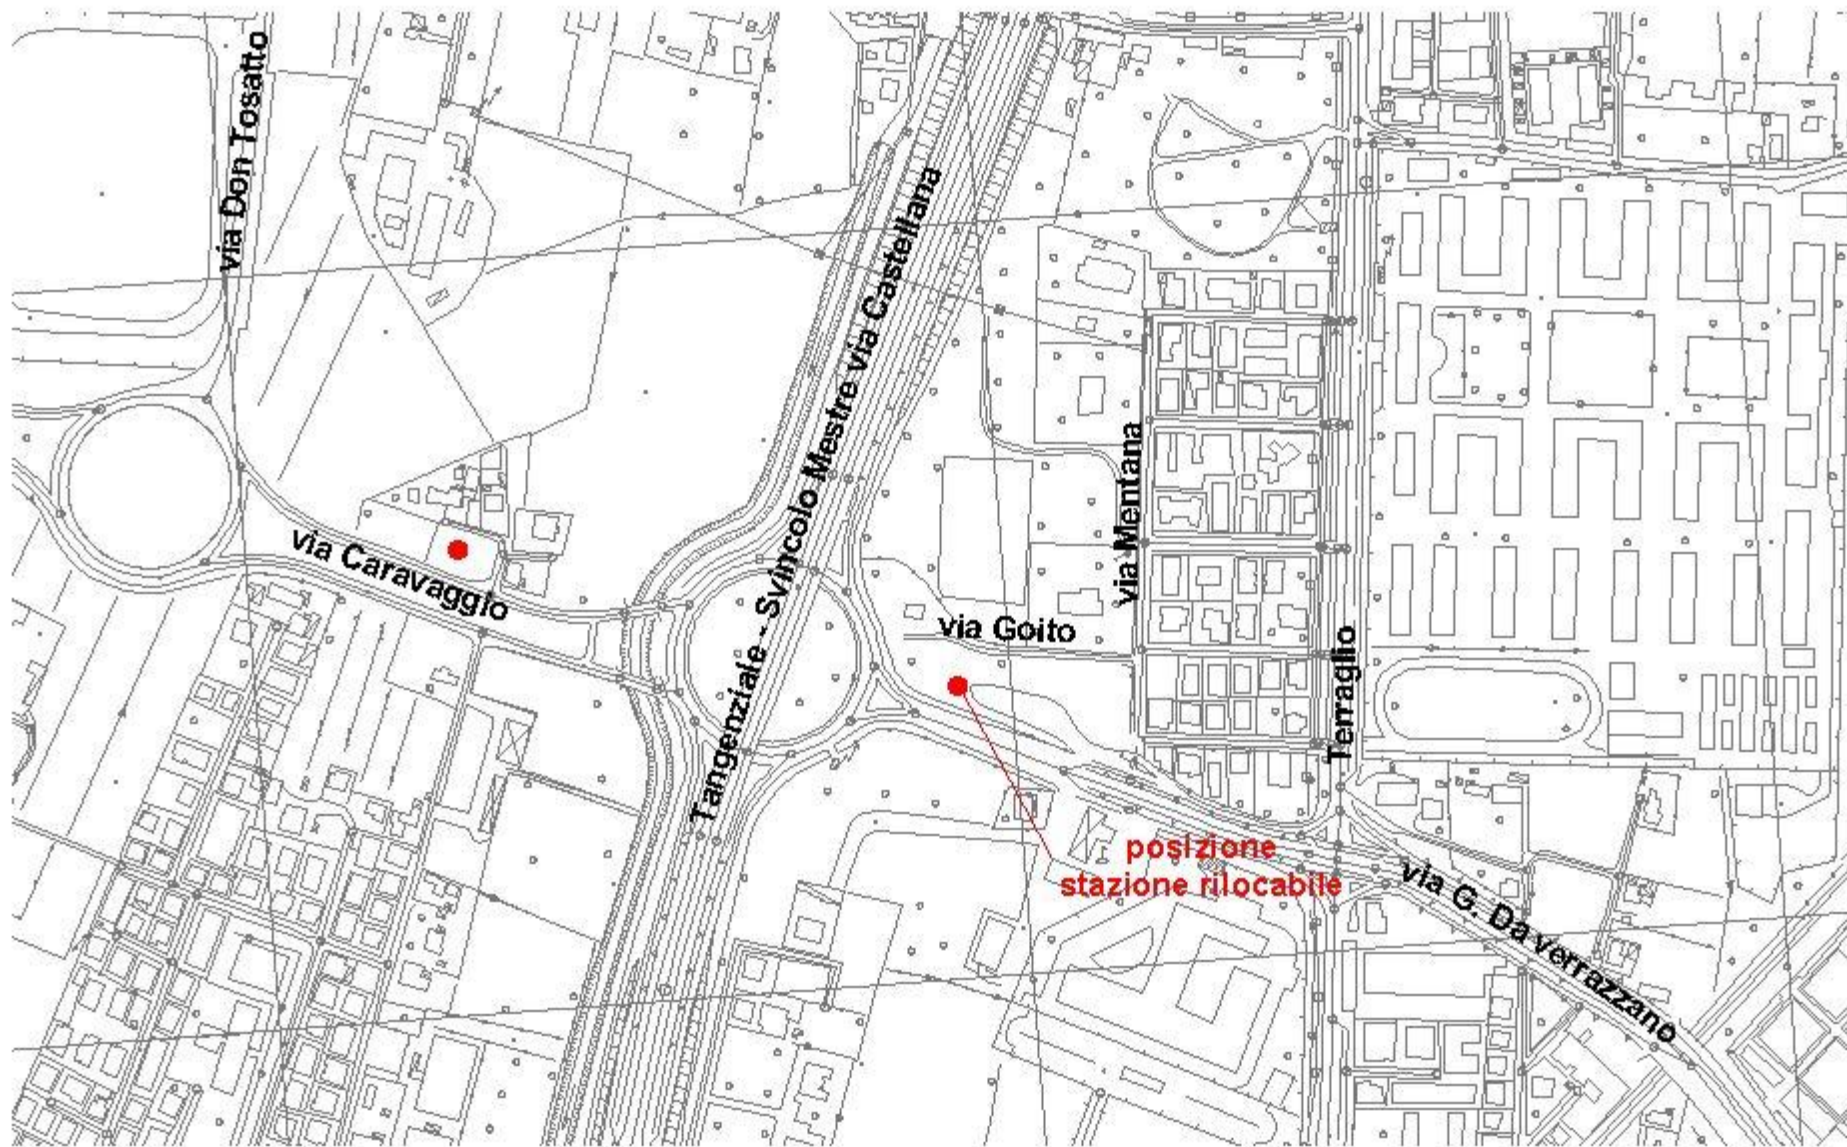 via Don Tosatto
Tangenziale - Svincolo Mestre via Castellana
via Mentana
via Caravaggio
via Goito
Terraglio
posizione
stazione rilocabile
via G. Da verrazzano